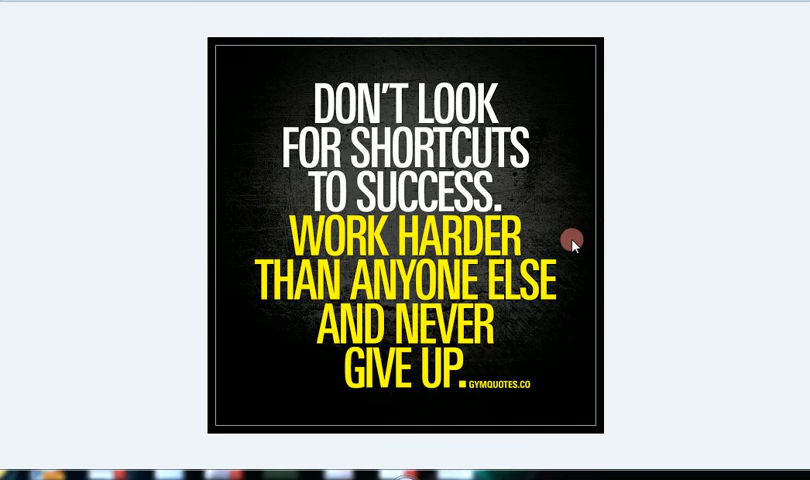 DON'T LOOK
FOR SHORTCUTS
TO SUCCESS.
WORK HARDER
THAN ANYONE ELSE
AND NEVER
GIVE UP.
GYMQUOTES.CO